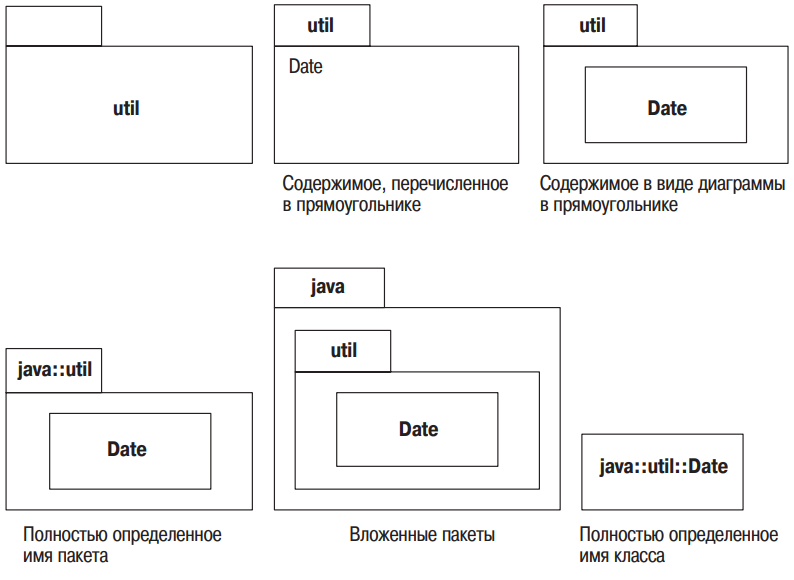 util
util
Date
Содержимое, перечисленное
в прямоугольнике
util
Date
Содержимое в виде диаграммы
в прямоугольнике
java::util
Date
Полностью определенное
имя пакета
java
util
Date
Вложенные пакеты
java::util::Date
Полностью определенное
имя класса